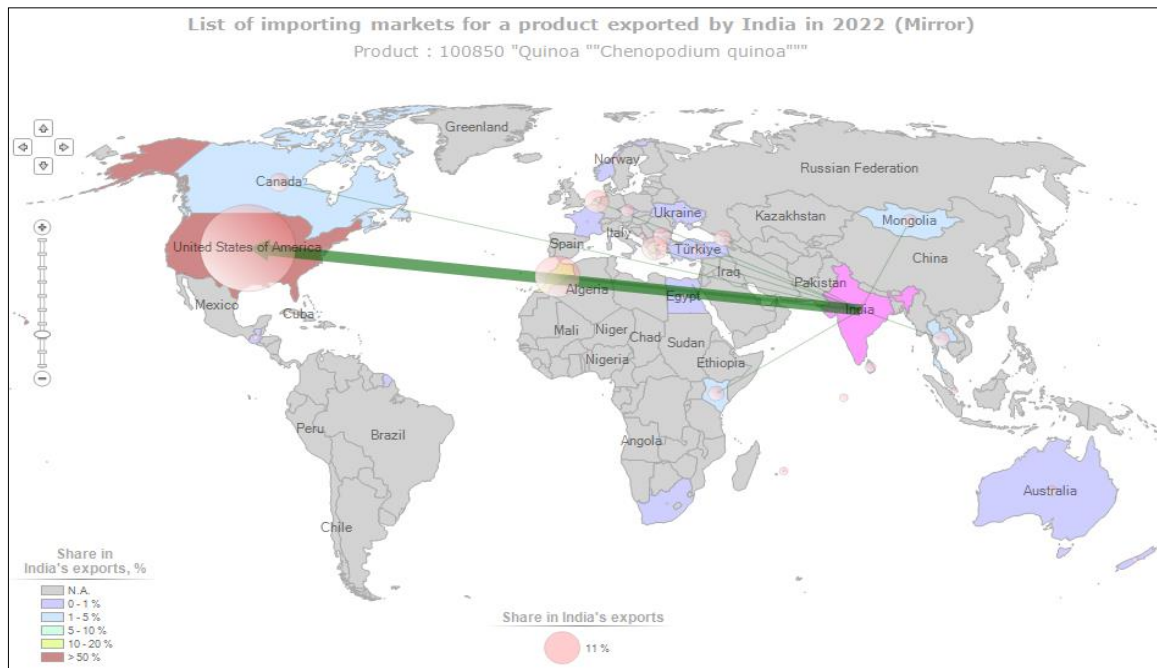 List of importing markets for a product exported by India in 2022 (Mirror)
Product : 100850 "Quinoa ""Chenopodium quinoa"""
Greenland
Norway
Russian Federation
Canada
Ukraine
Kazakhstan
Mongolia
Italy
United States of America
Spain
Türkiye
China
Iraq
Pakistan
Algeria
Egypt
India
Mexico
Cuba
Mali
Niger
Chad
Sudan
Nigeria
Ethiopia
Peru
Brazil
Angola
Australia
Chile
Share in
India's exports, %
N.A.
0 - 1 %
1 - 5 %
5 - 10 %
10 - 20 %
> 50 %
Share in India's exports
11 %